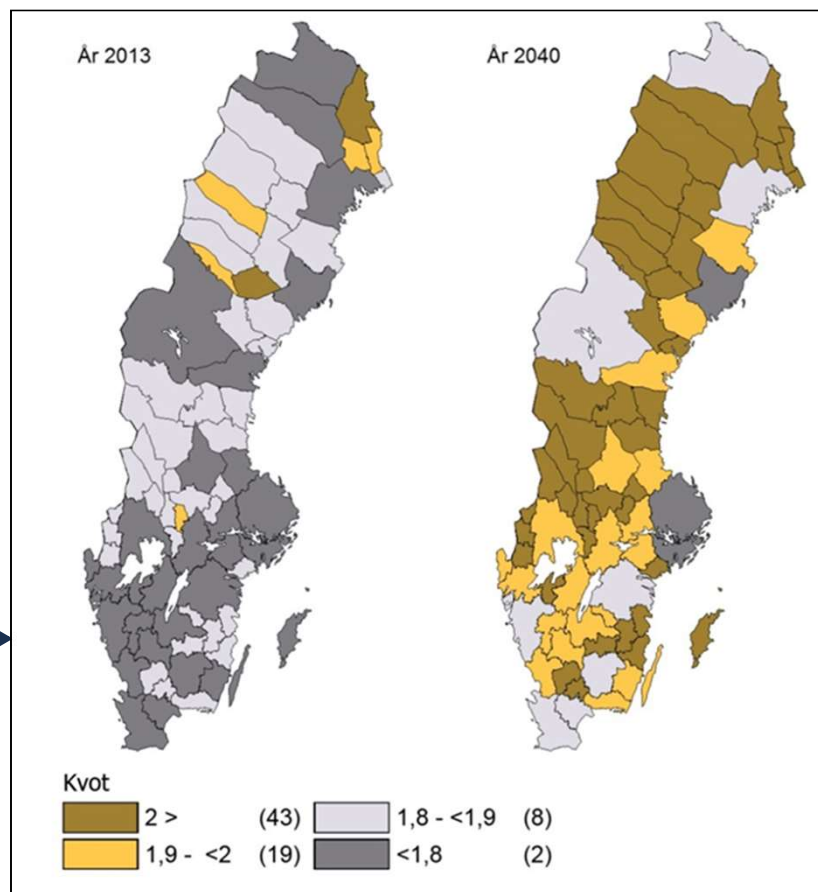 År 2013 År 2040
Kvot
2 > (43) 1,8 - <1,9 (8)
1,9 - <2 (19) <1,8 (2)